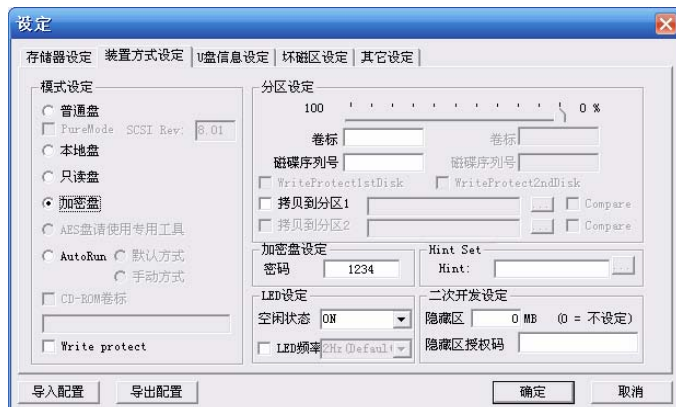 设定
存储器设定 装置方式设定 U盘信息设定 坏磁区设定 其它设定
模式设定
普通盘
PureMode SCSI Rev: 8.01
本地盘
只读盘
加密盘
AES盘请使用专用工具
AutoRun 默认方式
手动方式
CD-ROM卷标
Write protect
分区设定
100 0 %
卷标 卷标
磁碟序列号 磁碟序列号
WriteProtect1stDisk WriteProtect2ndDisk
拷贝到分区1 ... Compare
拷贝到分区2 ... Compare
加密盘设定
密码 1234
Hint Set
Hint: ...
LED设定
空闲状态 ON
LED频率 2Hz(Default
二次开发设定
隐藏区 0 MB (0 = 不设定)
隐藏区授权码
导入配置 导出配置 确定 取消